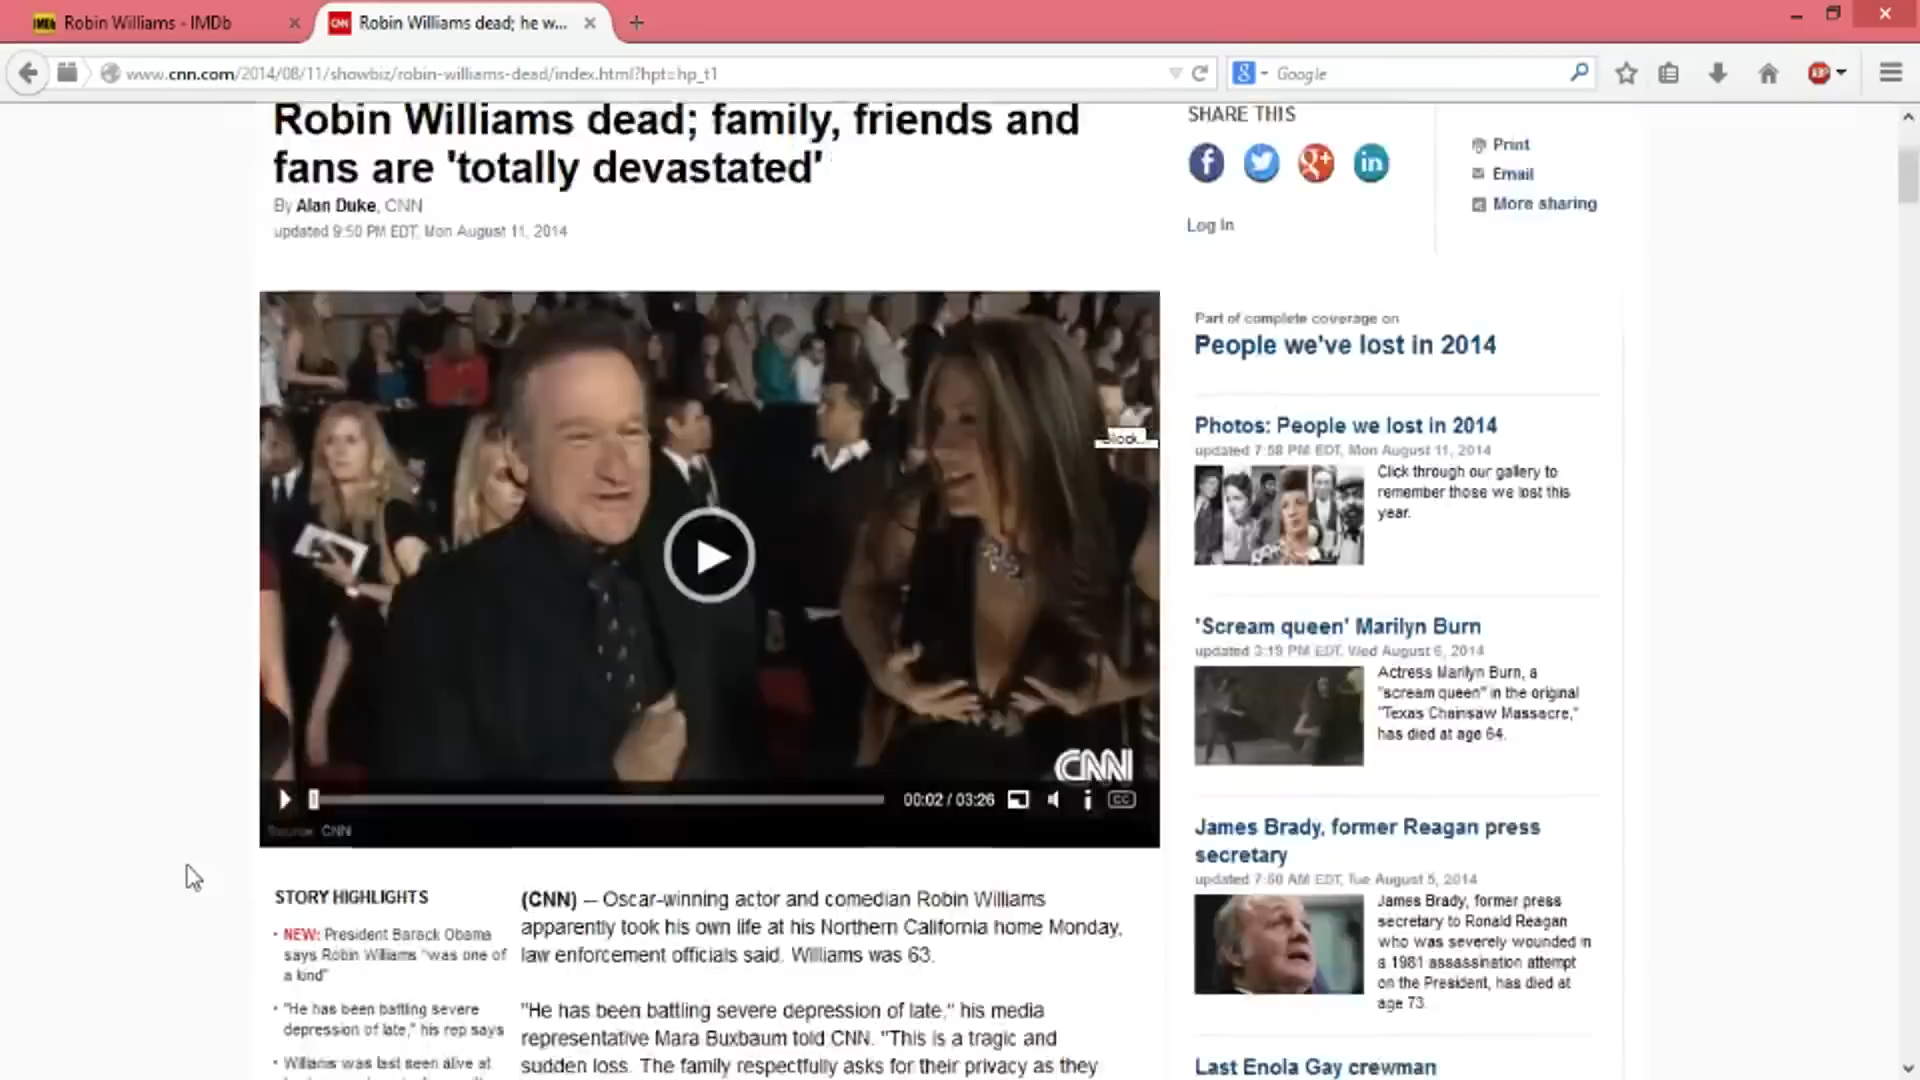 Robin Williams - IMDb
CNN Robin Williams dead; he w...
www.cnn.com/2014/08/11/showbiz/robin-williams-dead/index.html?hpt=hp_t1
Google
Robin Williams dead; family, friends and
fans are 'totally devastated'
By Alan Duke, CNN
updated 9:50 PM EDT, Mon August 11, 2014
SHARE THIS
Log In
Print
Email
More sharing
CNN
00:02 / 03:26
CC
Source: CNN
STORY HIGHLIGHTS
NEW: President Barack Obama
says Robin Williams "was one of
a kind"
"He has been battling severe
depression of late," his rep says
Williams was last seen alive at
(CNN) -- Oscar-winning actor and comedian Robin Williams
apparently took his own life at his Northern California home Monday,
law enforcement officials said. Williams was 63.
"He has been battling severe depression of late," his media
representative Mara Buxbaum told CNN. "This is a tragic and
sudden loss. The family respectfully asks for their privacy as they
Part of complete coverage on
People we've lost in 2014
Photos: People we lost in 2014
updated 7:58 PM EDT, Mon August 11, 2014
Click through our gallery to
remember those we lost this
year.
'Scream queen' Marilyn Burn
updated 3:19 PM EDT, Wed August 6, 2014
Actress Marilyn Burn, a
"scream queen" in the original
"Texas Chainsaw Massacre,"
has died at age 64.
James Brady, former Reagan press
secretary
updated 7:50 AM EDT, Tue August 5, 2014
James Brady, former press
secretary to Ronald Reagan
who was severely wounded in
a 1981 assassination attempt
on the President, has died at
age 73.
Last Enola Gay crewman